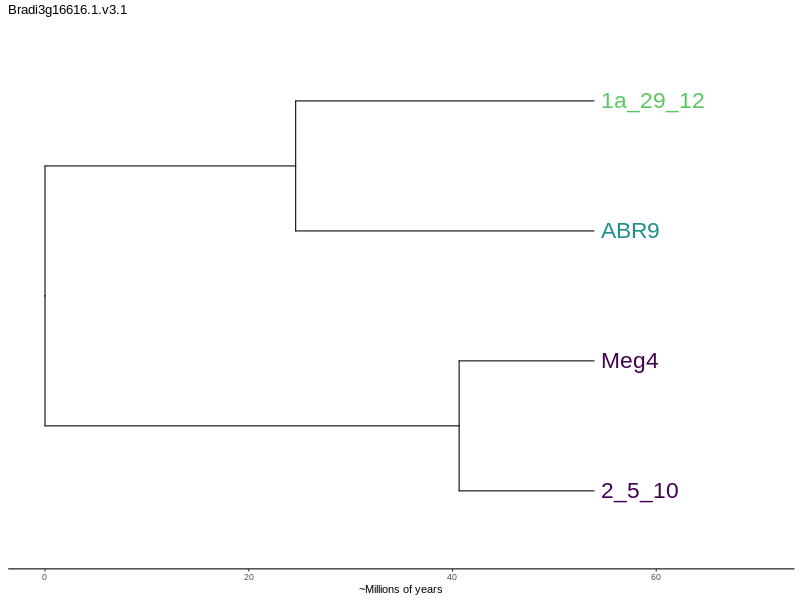 Bradi3g16616.1.v3.1
1a_29_12
ABR9
Meg4
2_5_10
0 20 40 60
~Millions of years